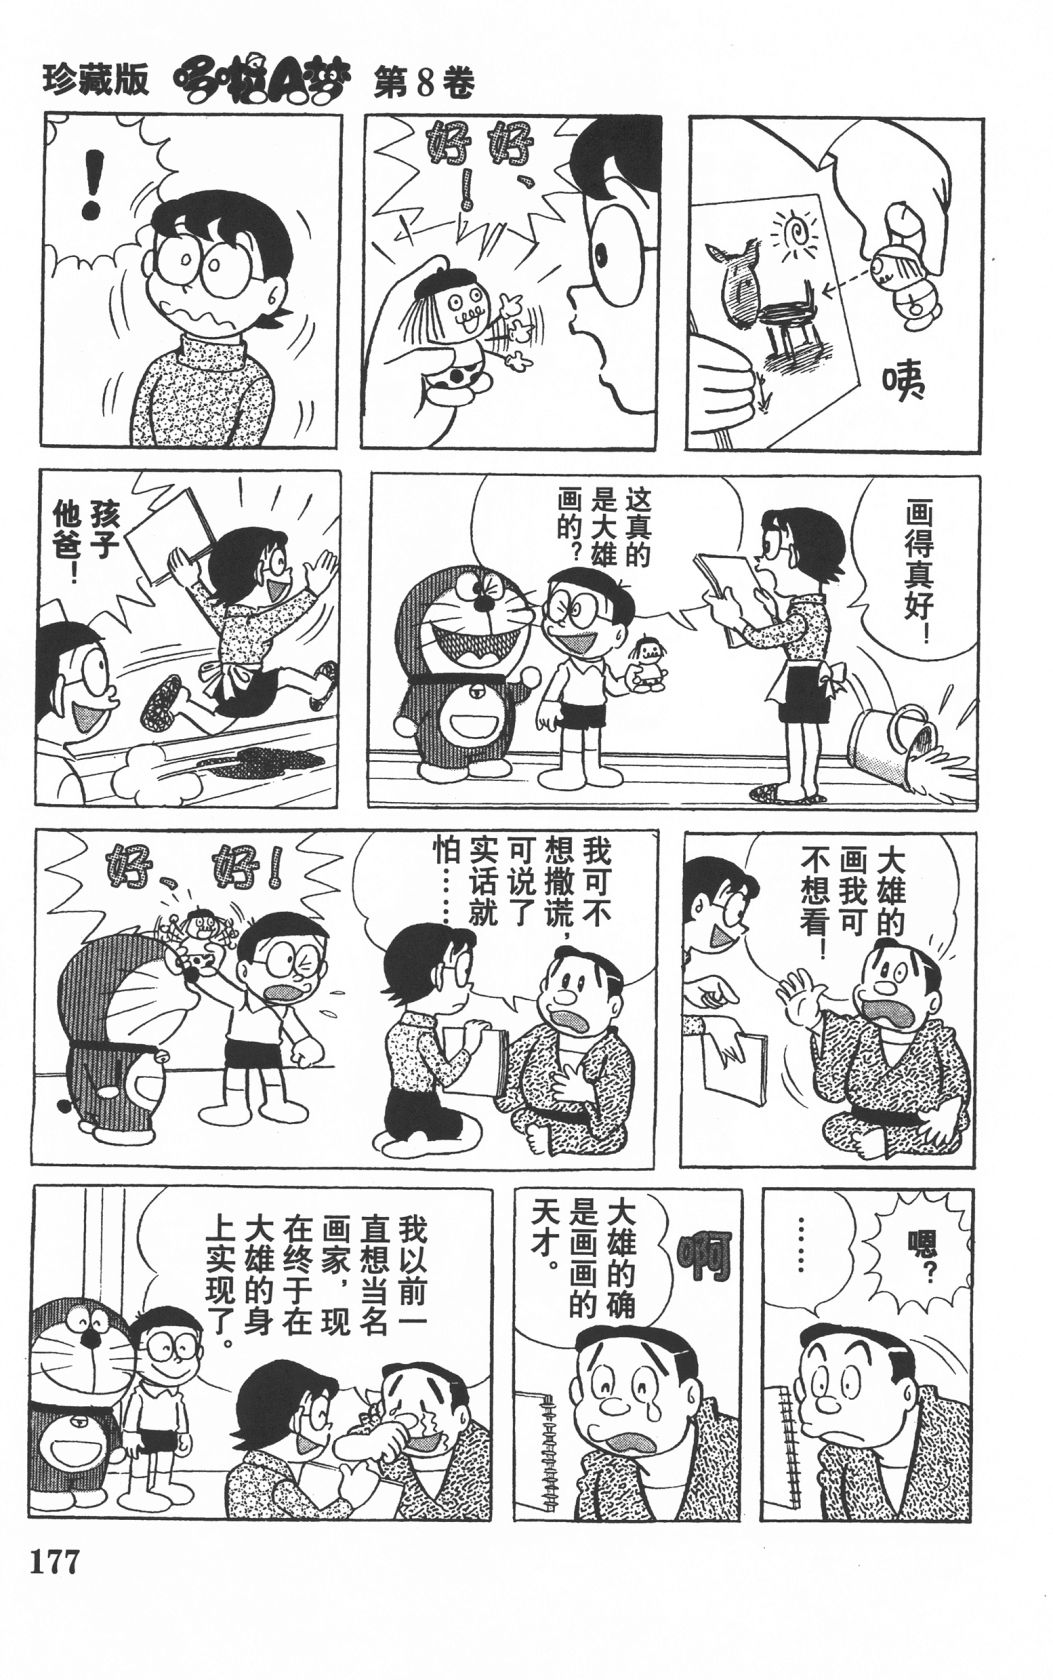 珍藏版 哆啦A梦 第8卷
咦
好、
好！
！
画得真好！
这真的
是大雄
画的？
孩子
他爸！
大雄的
画我可
不想看！
我可不
想撒谎，
可说了
实话就
怕……
好、好！
嗯？
……
啊
大雄的确
是画画的
天才。
我以前一
直想当名
画家，现
在终于在
大雄的身
上实现了。
177